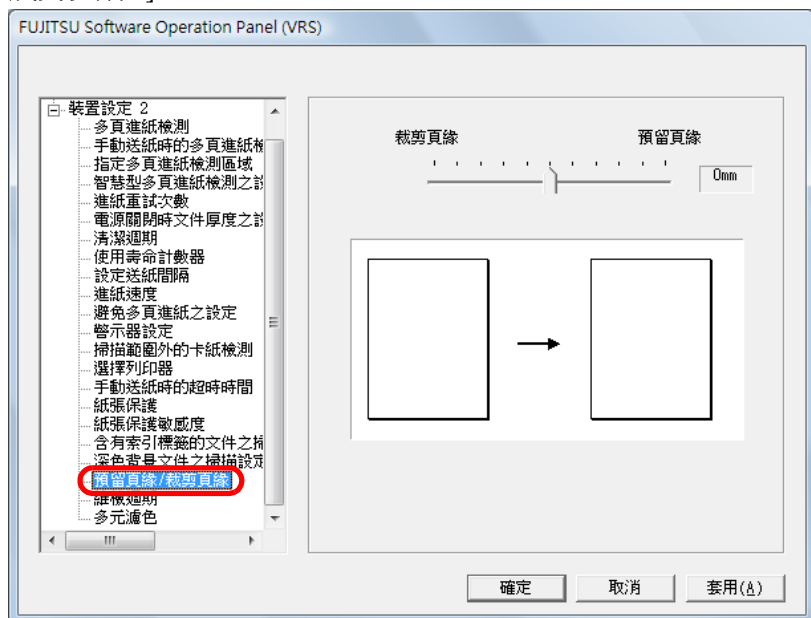 FUJITSU Software Operation Panel (VRS)
裝置設定 2
多頁進紙檢測
手動送紙時的多頁進紙檢
指定多頁進紙檢測區域
智慧型多頁進紙檢測之設
進紙重試次數
電源關閉時文件厚度之設
清潔週期
使用壽命計數器
設定送紙間隔
進紙速度
避免多頁進紙之設定
警示器設定
掃描範圍外的卡紙檢測
選擇列印器
手動送紙時的超時時間
紙張保護
紙張保護敏感度
含有索引標籤的文件之掃
深色背景文件之掃描設定
預留頁緣/裁剪頁緣
維檢週期
多元濾色
裁剪頁緣 預留頁緣
0mm
確定 取消 套用(A)